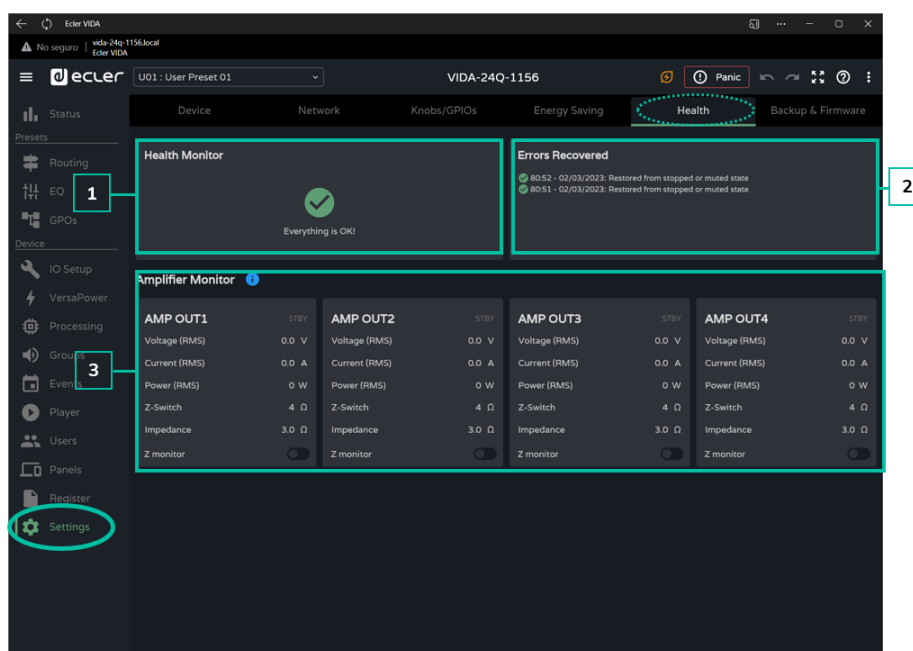 Ecler VIDA
No seguro | vida-24q-1156.local
Ecler VIDA
ecler
U01 : User Preset 01
VIDA-24Q-1156
Panic
Status
Device Network Knobs/GPIOs Energy Saving Health Backup & Firmware
Presets
Routing
EQ
GPOs
Device
IO Setup
VersaPower
Processing
Groups
Events
Player
Users
Panels
Register
Settings
1
Health Monitor
Everything is OK!
Errors Recovered
80:52 - 02/03/2023: Restored from stopped or muted state
80:51 - 02/03/2023: Restored from stopped or muted state
2
3
Amplifier Monitor
AMP OUT1 STBY
Voltage (RMS) 0.0 V
Current (RMS) 0.0 A
Power (RMS) 0 W
Z-Switch 4 Ω
Impedance 3.0 Ω
Z monitor
AMP OUT2 STBY
Voltage (RMS) 0.0 V
Current (RMS) 0.0 A
Power (RMS) 0 W
Z-Switch 4 Ω
Impedance 3.0 Ω
Z monitor
AMP OUT3 STBY
Voltage (RMS) 0.0 V
Current (RMS) 0.0 A
Power (RMS) 0 W
Z-Switch 4 Ω
Impedance 3.0 Ω
Z monitor
AMP OUT4 STBY
Voltage (RMS) 0.0 V
Current (RMS) 0.0 A
Power (RMS) 0 W
Z-Switch 4 Ω
Impedance 3.0 Ω
Z monitor